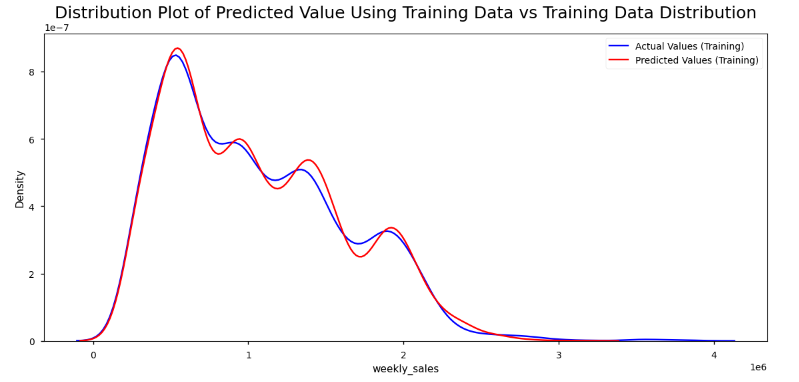 Distribution Plot of Predicted Value Using Training Data vs Training Data Distribution
1e−7
Actual Values (Training)
Predicted Values (Training)
8
6
4
2
0
Density
0 1 2 3 4
1e6
weekly_sales